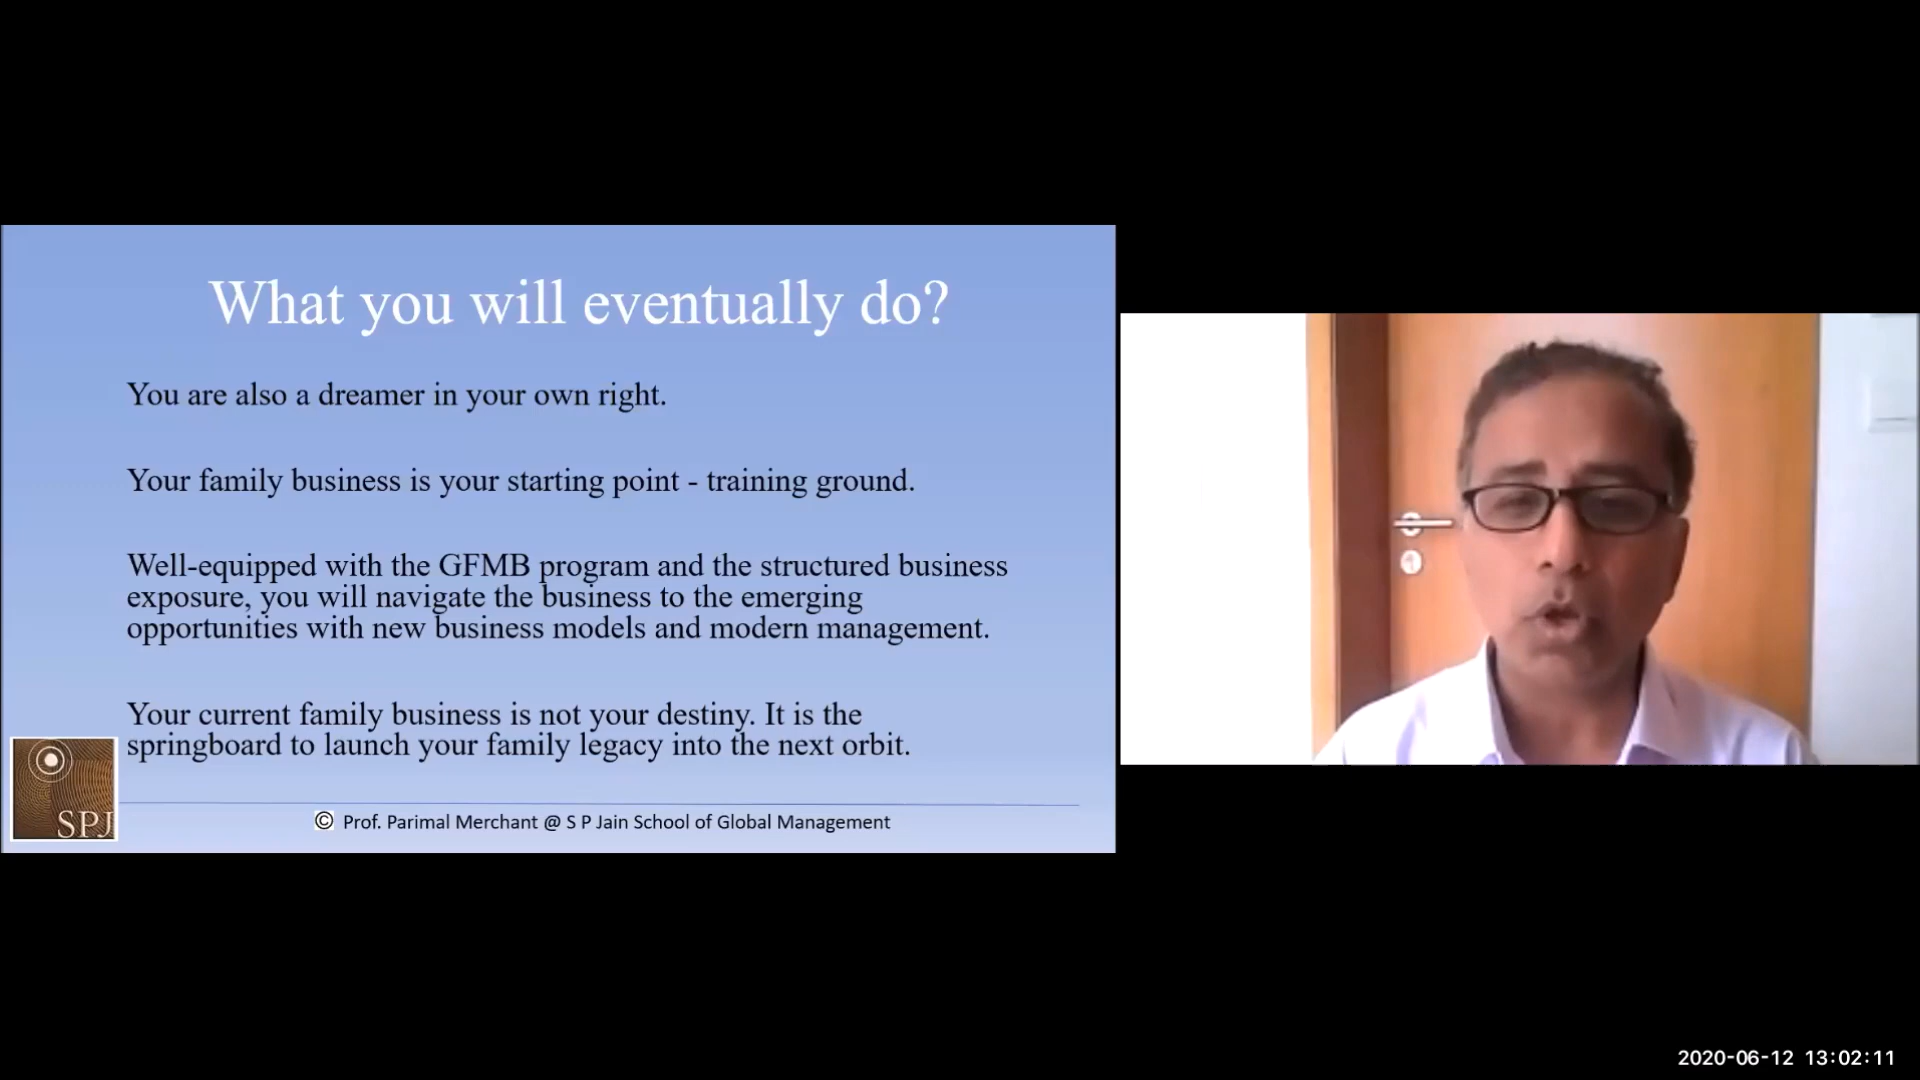 What you will eventually do?
You are also a dreamer in your own right.
Your family business is your starting point - training ground.
Well-equipped with the GFMB program and the structured business
exposure, you will navigate the business to the emerging
opportunities with new business models and modern management.
Your current family business is not your destiny. It is the
springboard to launch your family legacy into the next orbit.
SPJ
© Prof. Parimal Merchant @ S P Jain School of Global Management
2020-06-12 13:02:11